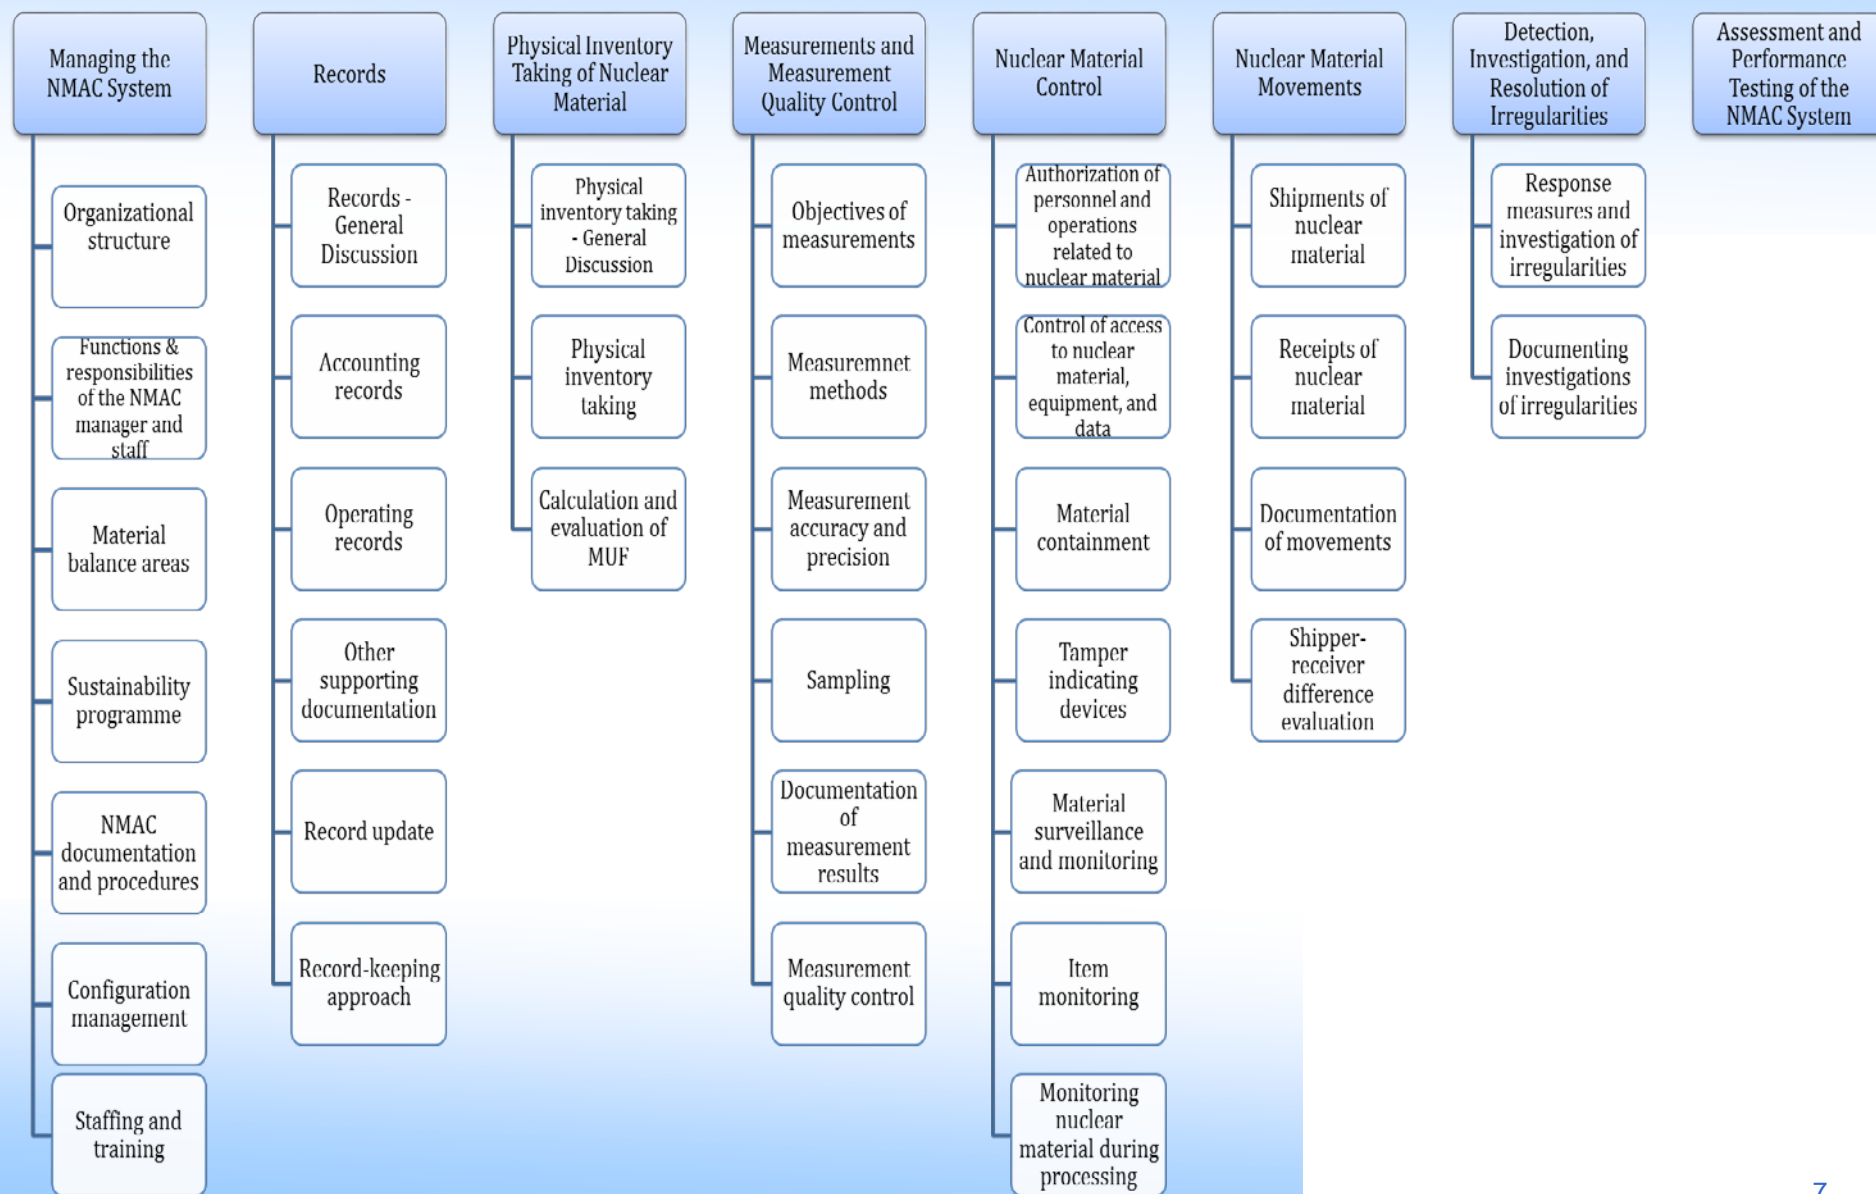 Managing the
NMAC System
Organizational
structure
Functions &
responsibilities
of the NMAC
manager and
staff
Material
balance areas
Sustainability
programme
NMAC
documentation
and procedures
Configuration
management
Staffing and
training
Records
Records -
General
Discussion
Accounting
records
Operating
records
Other
supporting
documentation
Record update
Record-keeping
approach
Physical Inventory
Taking of Nuclear
Material
Physical
inventory taking
- General
Discussion
Physical
inventory
taking
Calculation and
evaluation of
MUF
Measurements and
Measurement
Quality Control
Objectives of
measurements
Measuremnet
methods
Measurement
accuracy and
precision
Sampling
Documentation
of
measurement
results
Measurement
quality control
Nuclear Material
Control
Authorization of
personnel and
operations
related to
nuclear material
Control of access
to nuclear
material,
equipment, and
data
Material
containment
Tamper
indicating
devices
Material
surveillance
and monitoring
Item
monitoring
Monitoring
nuclear
material during
processing
Nuclear Material
Movements
Shipments of
nuclear
material
Receipts of
nuclear
material
Documentation
of movements
Shipper-
receiver
difference
evaluation
Detection,
Investigation, and
Resolution of
Irregularities
Response
measures and
investigation of
irregularities
Documenting
investigations
of irregularities
Assessment and
Performance
Testing of the
NMAC System
7